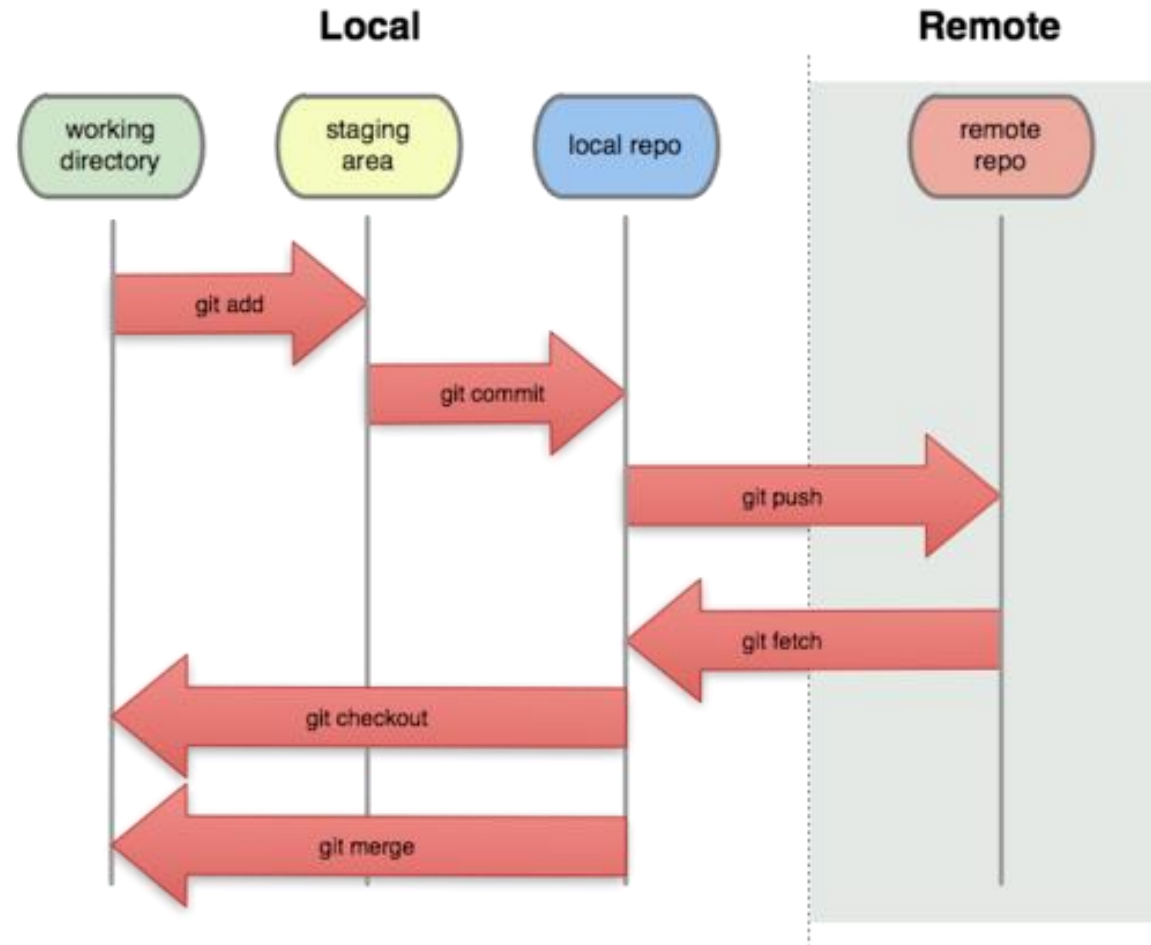 Local
Remote
working
directory
staging
area
local repo
remote
repo
git add
git commit
git push
git fetch
git checkout
git merge